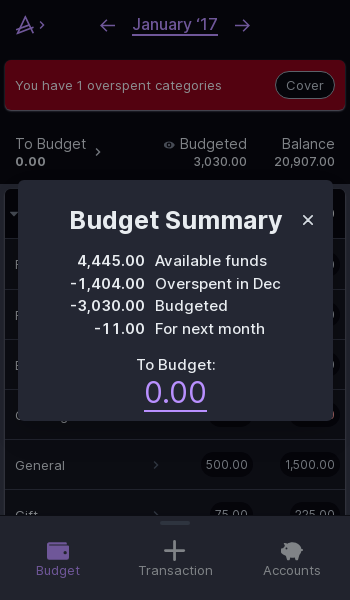 January ‘17
You have 1 overspent categories
Cover
To Budget
0.00
Budgeted
3,030.00
Balance
20,907.00
Budget Summary
4,445.00 Available funds
-1,404.00 Overspent in Dec
-3,030.00 Budgeted
-11.00 For next month
To Budget:
0.00
General 500.00 1,500.00
Gift 75.00 225.00
Budget
Transaction
Accounts